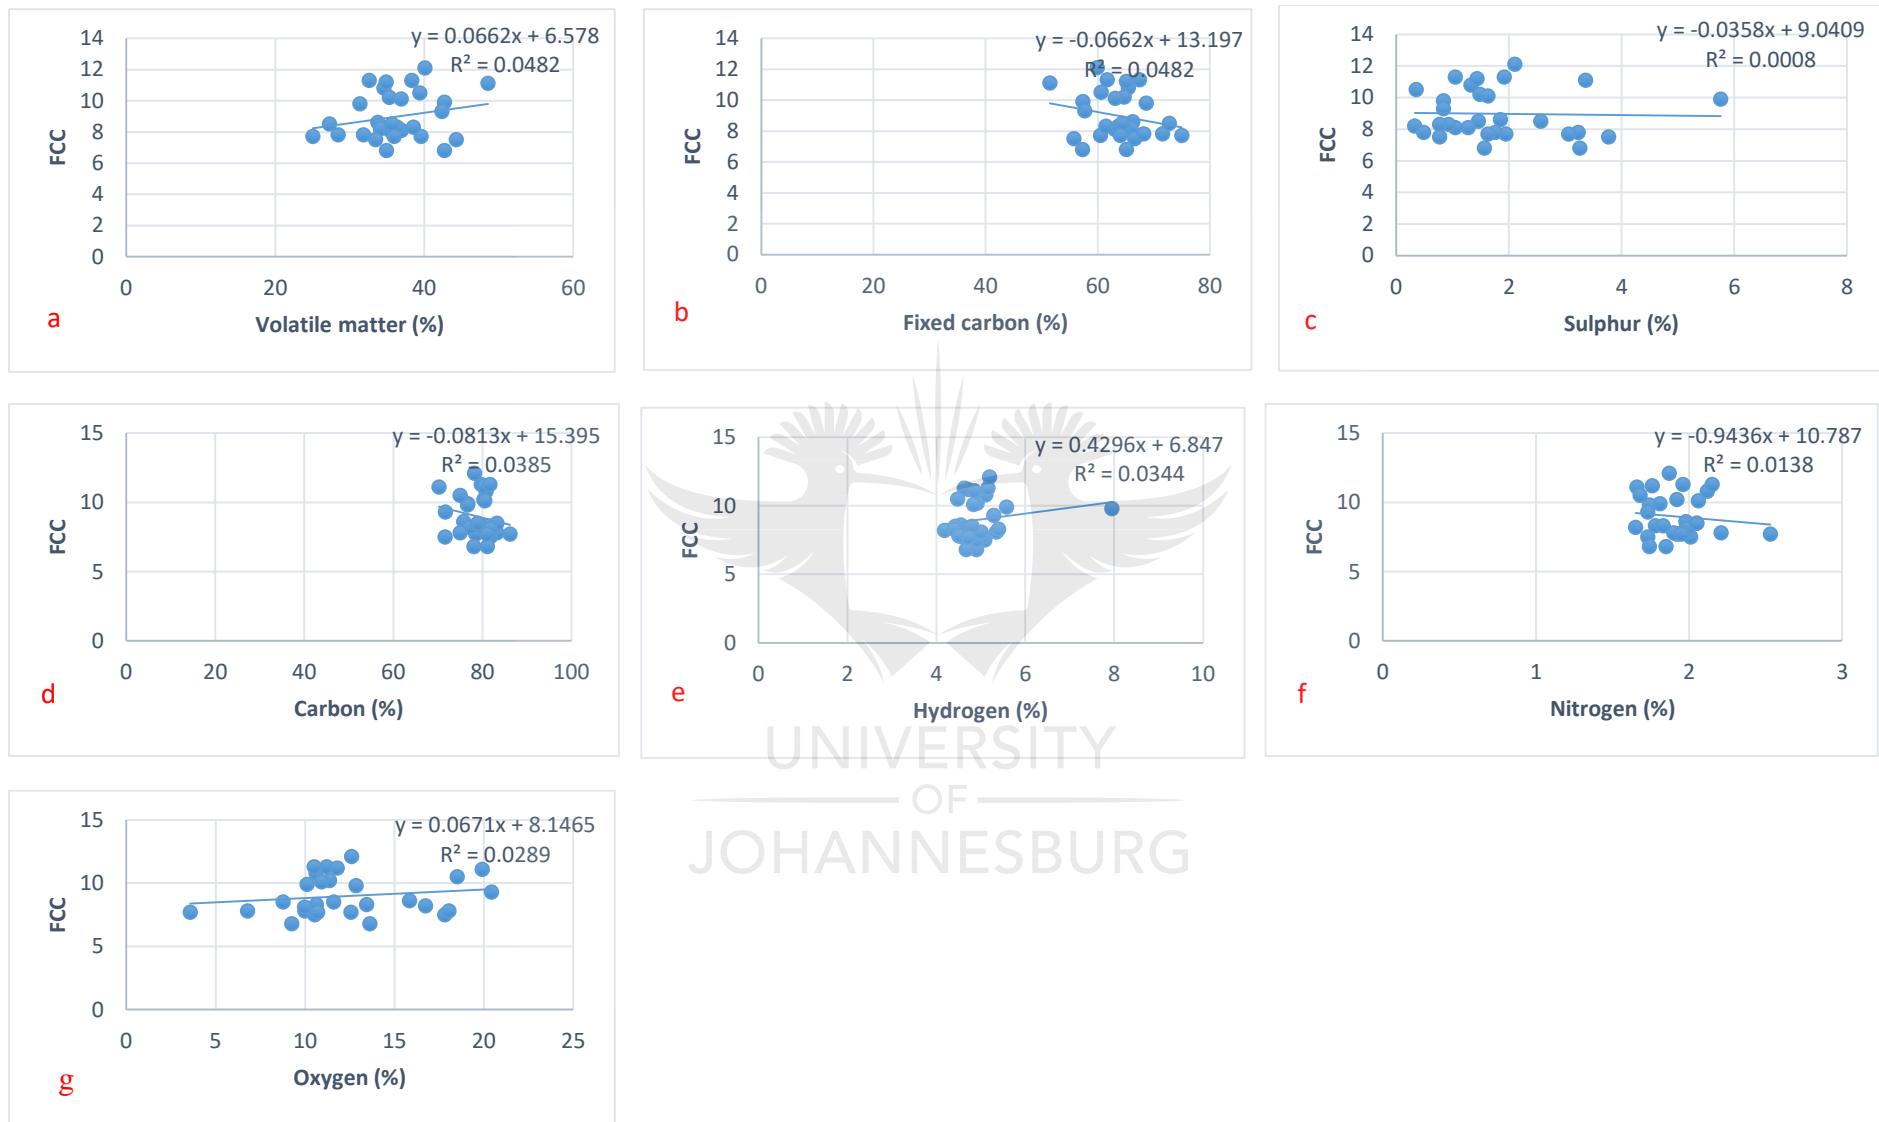 y = 0.0662x + 6.578
R² = 0.0482
14
12
10
8
6
4
2
0
FCC
0 20 40 60
Volatile matter (%)
a
y = -0.0662x + 13.197
R² = 0.0482
14
12
10
8
6
4
2
0
FCC
0 20 40 60 80
Fixed carbon (%)
b
y = -0.0358x + 9.0409
R² = 0.0008
14
12
10
8
6
4
2
0
FCC
0 2 4 6 8
Sulphur (%)
c
y = -0.0813x + 15.395
R² = 0.0385
15
10
5
0
FCC
0 20 40 60 80 100
Carbon (%)
d
y = 0.4296x + 6.847
R² = 0.0344
15
10
5
0
FCC
0 2 4 6 8 10
Hydrogen (%)
e
y = -0.9436x + 10.787
R² = 0.0138
15
10
5
0
FCC
0 1 2 3
Nitrogen (%)
f
UNIVERSITY
OF
JOHANNESBURG
y = 0.0671x + 8.1465
R² = 0.0289
15
10
5
0
FCC
0 5 10 15 20 25
Oxygen (%)
g